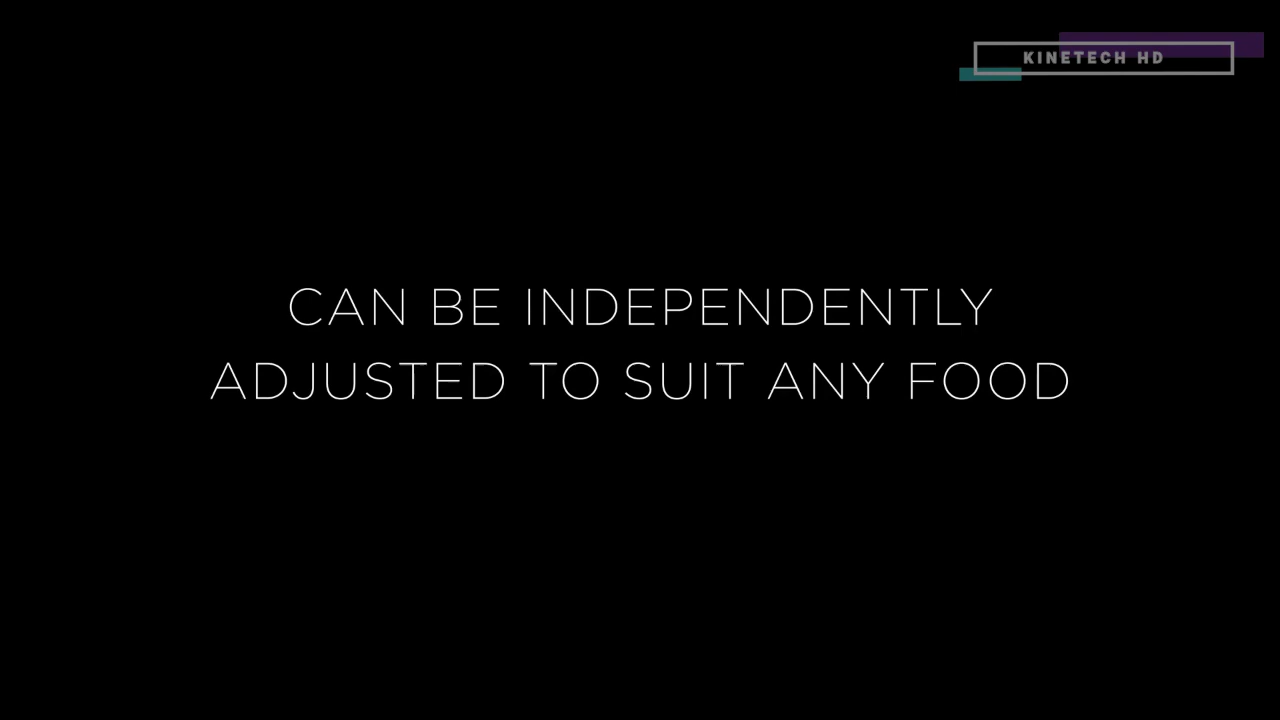 KINETECH HD
CAN BE INDEPENDENTLY
ADJUSTED TO SUIT ANY FOOD